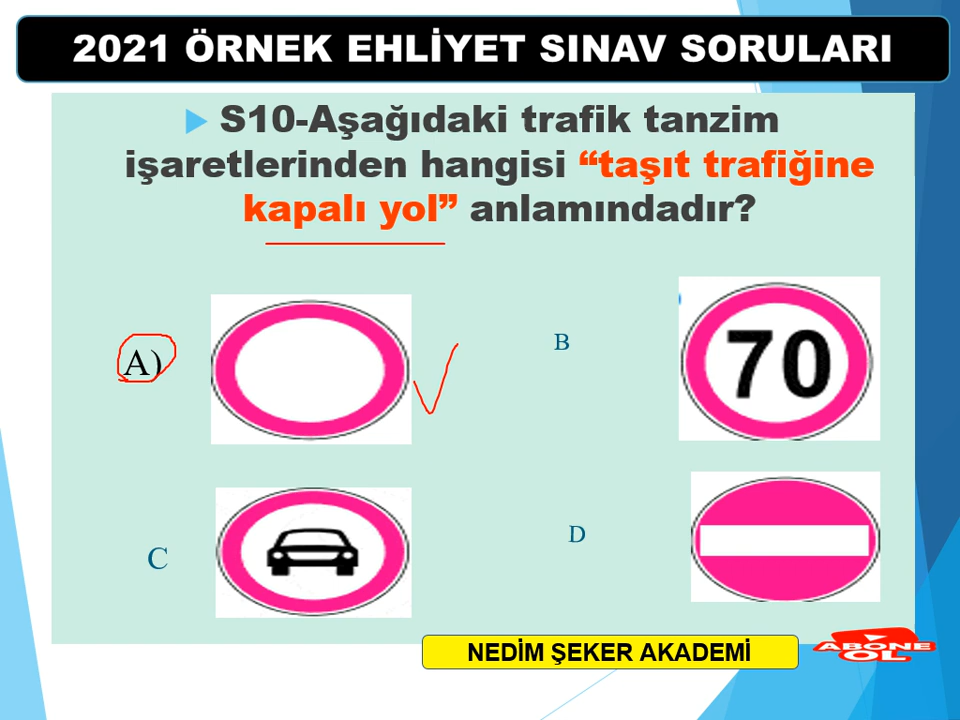 2021 ÖRNEK EHLİYET SINAV SORULARI
S10-Aşağıdaki trafik tanzim
işaretlerinden hangisi “taşıt trafiğine
kapalı yol” anlamındadır?
A)
B
70
C
D
NEDİM ŞEKER AKADEMİ
ABONE
OL